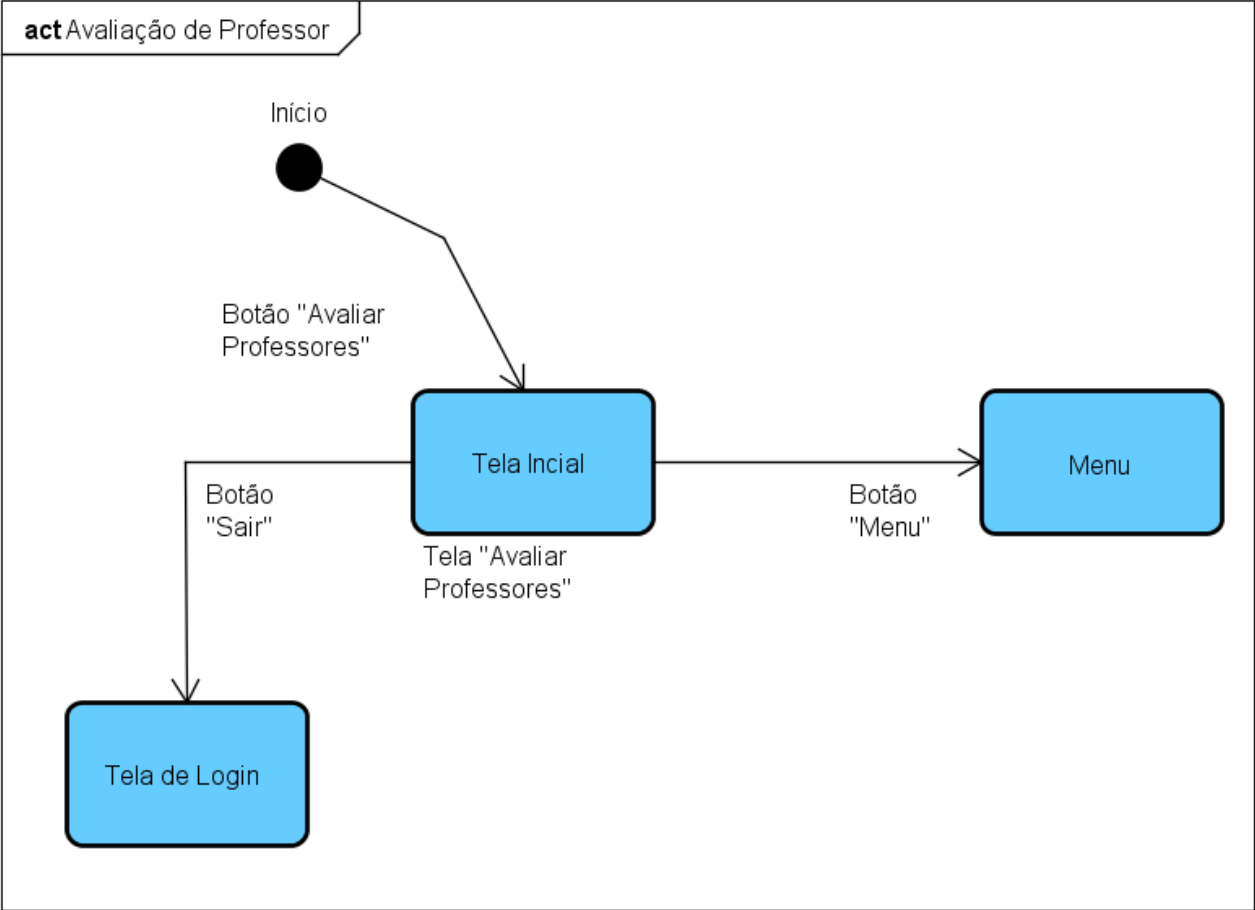 act Avaliação de Professor
Início
Botão "Avaliar
Professores"
Tela Incial
Menu
Botão
"Sair"
Botão
"Menu"
Tela "Avaliar
Professores"
Tela de Login